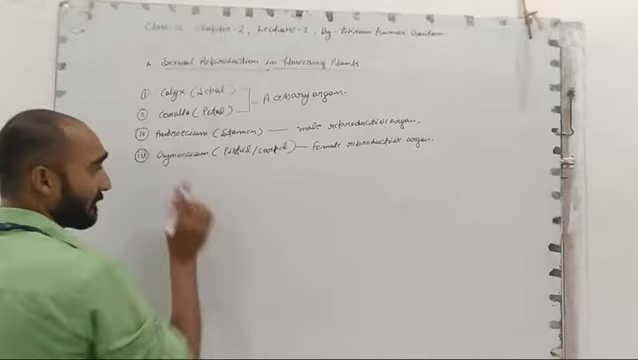 Class-12 Chapter-2, Lecture-1. By. Vikram Kumar Gautam
* Sexual Reproduction in flowering Plants
(i) Calyx (Sepal)
Accessory organ.
(ii) Corolla (Petal)
(iii) Androecium (Stamen) — male reproductive organ.
(iv) Gynoecium (Pistil/Carpel) — Female reproductive organ.